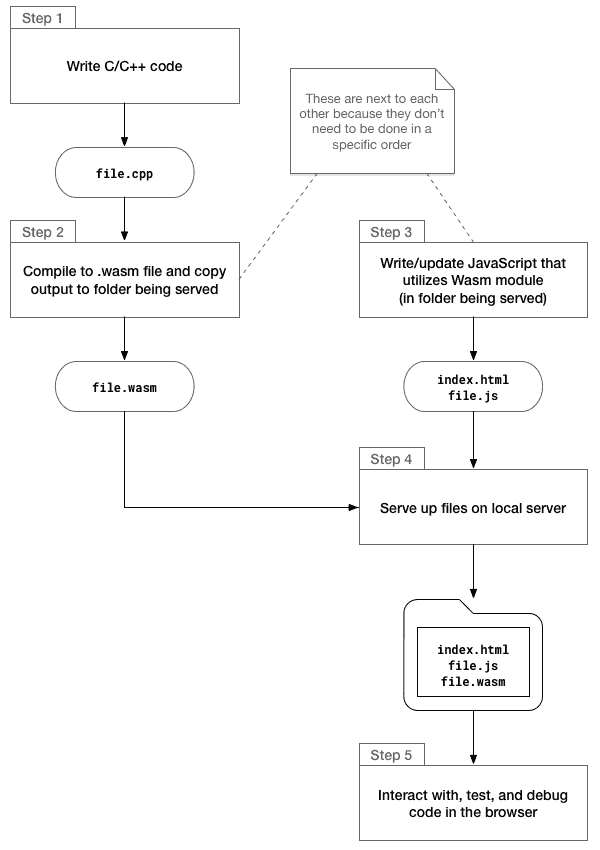 Step 1
Write C/C++ code
These are next to each
other because they don't
need to be done in a
specific order
file.cpp
Step 2
Compile to .wasm file and copy
output to folder being served
Step 3
Write/update JavaScript that
utilizes Wasm module
(in folder being served)
file.wasm
index.html
file.js
Step 4
Serve up files on local server
index.html
file.js
file.wasm
Step 5
Interact with, test, and debug
code in the browser